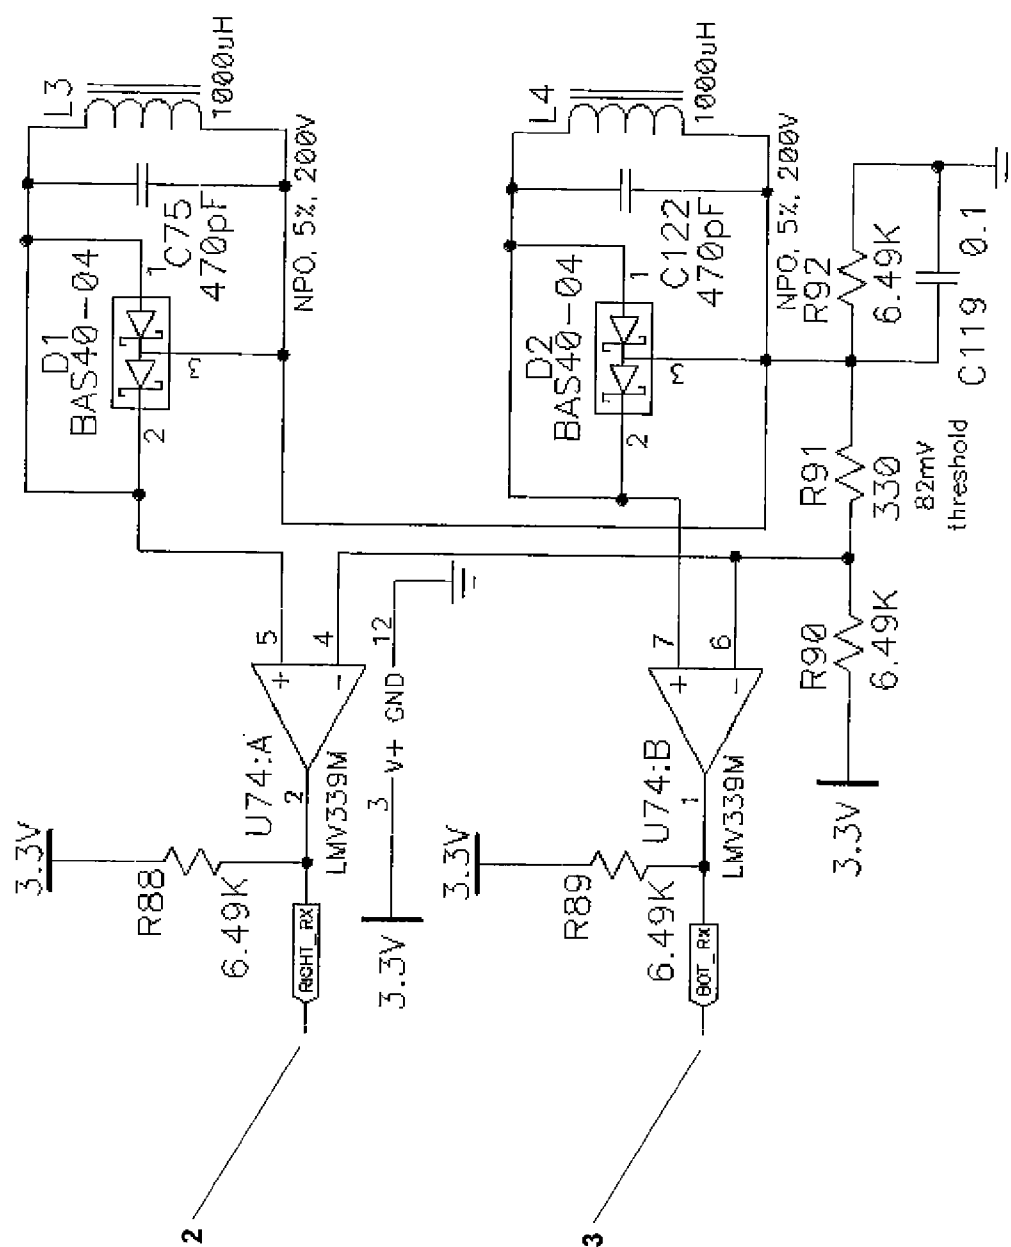 L3
1000uH
C75
470pF
NPO, 5%, 200V
D1
BAS40-04
1
2
3
5
4
+
-
U74:A
2
LMV339M
3.3V
R88
6.49K
RIGHT_RX
3.3V
3
V+
GND
12
2
L4
1000uH
C122
470pF
NPO, 5%, 200V
D2
BAS40-04
1
2
3
7
6
+
-
U74:B
1
LMV339M
3.3V
R89
6.49K
BOT_RX
3
R92
6.49K
C119
0.1
R91
330
82mV
threshold
R90
6.49K
3.3V